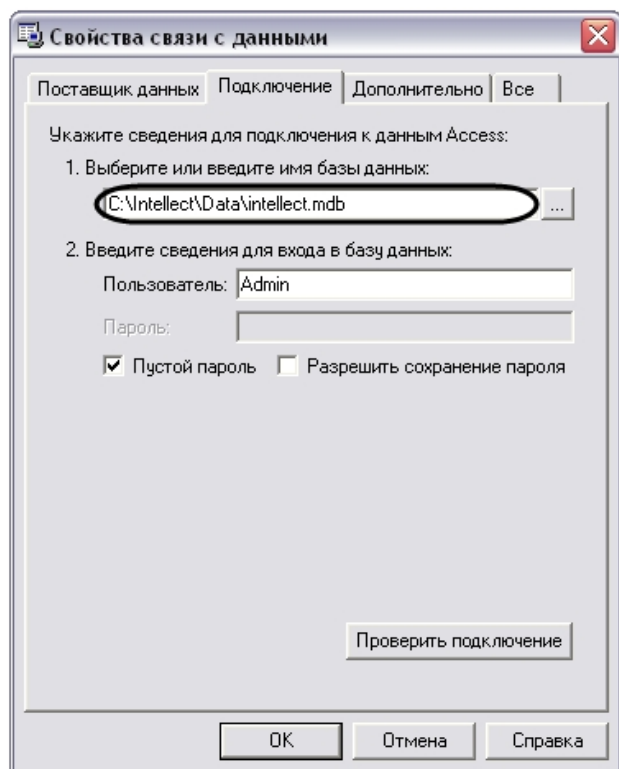 Свойства связи с данными
Поставщик данных Подключение Дополнительно Все
Укажите сведения для подключения к данным Access:
1. Выберите или введите имя базы данных:
C:\Intellect\Data\intellect.mdb ...
2. Введите сведения для входа в базу данных:
Пользователь: Admin
Пароль:
Пустой пароль Разрешить сохранение пароля
Проверить подключение
OK Отмена Справка